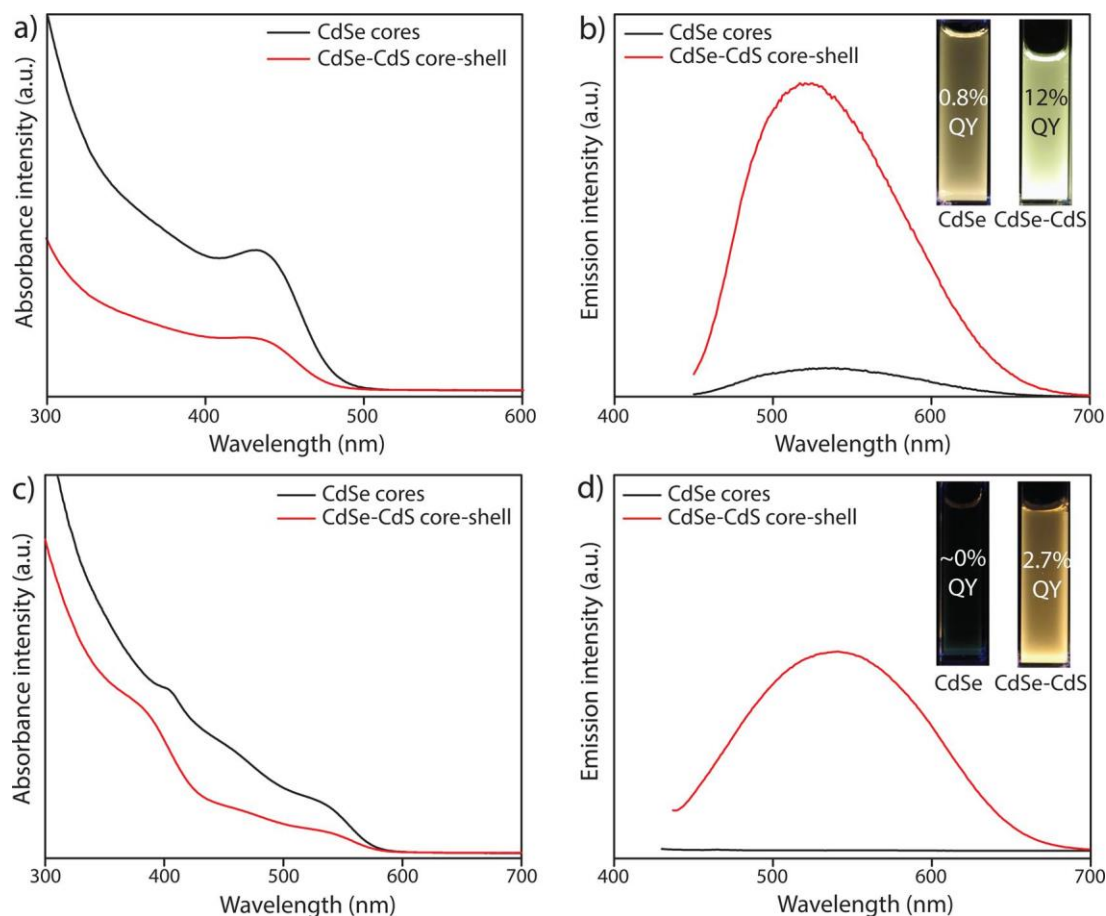 a)
CdSe cores
CdSe-CdS core-shell
Absorbance intensity (a.u.)
300 400 500 600
Wavelength (nm)
b)
CdSe cores
CdSe-CdS core-shell
0.8%
QY
12%
QY
CdSe CdSe-CdS
Emission intensity (a.u.)
400 500 600 700
Wavelength (nm)
c)
CdSe cores
CdSe-CdS core-shell
Absorbance intensity (a.u.)
300 400 500 600 700
Wavelength (nm)
d)
CdSe cores
CdSe-CdS core-shell
~0%
QY
2.7%
QY
CdSe CdSe-CdS
Emission intensity (a.u.)
400 500 600 700
Wavelength (nm)